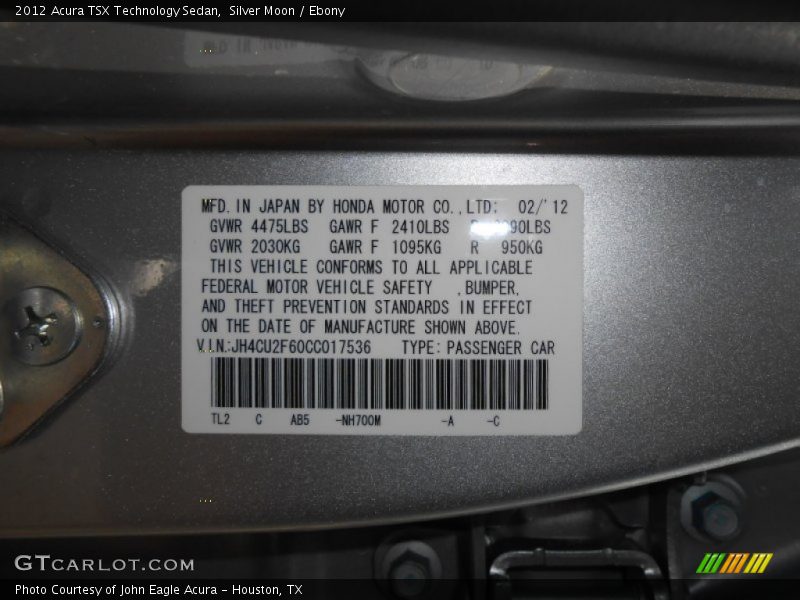 2012 Acura TSX Technology Sedan, Silver Moon / Ebony
MFD. IN JAPAN BY HONDA MOTOR CO., LTD: 02/'12
GVWR 4475LBS GAWR F 2410LBS
GVWR 2030KG GAWR F 1095KG R 950KG
THIS VEHICLE CONFORMS TO ALL APPLICABLE
FEDERAL MOTOR VEHICLE SAFETY ,BUMPER,
AND THEFT PREVENTION STANDARDS IN EFFECT
ON THE DATE OF MANUFACTURE SHOWN ABOVE.
V.I.N.:JH4CU2F60CC017536 TYPE: PASSENGER CAR
TL2 C AB5 -NH700M -A -C
GTCARLOT.COM
Photo Courtesy of John Eagle Acura - Houston, TX